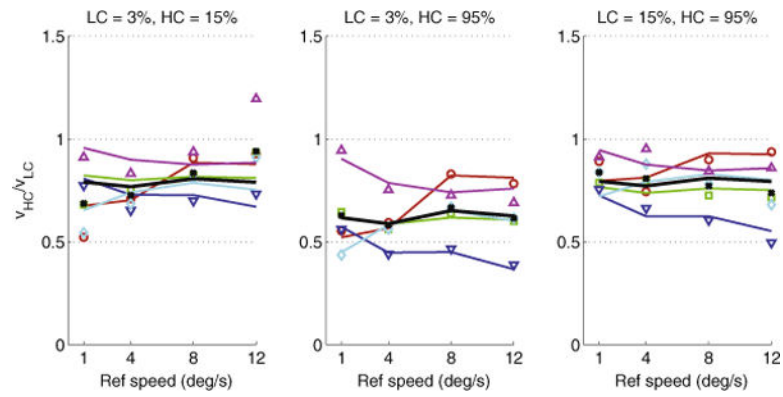 LC = 3%, HC = 15%
LC = 3%, HC = 95%
LC = 15%, HC = 95%
1.5
1
0.5
0
1.5
1
0.5
0
1.5
1
0.5
0
v_HC/v_LC
1 4 8 12
1 4 8 12
1 4 8 12
Ref speed (deg/s)
Ref speed (deg/s)
Ref speed (deg/s)